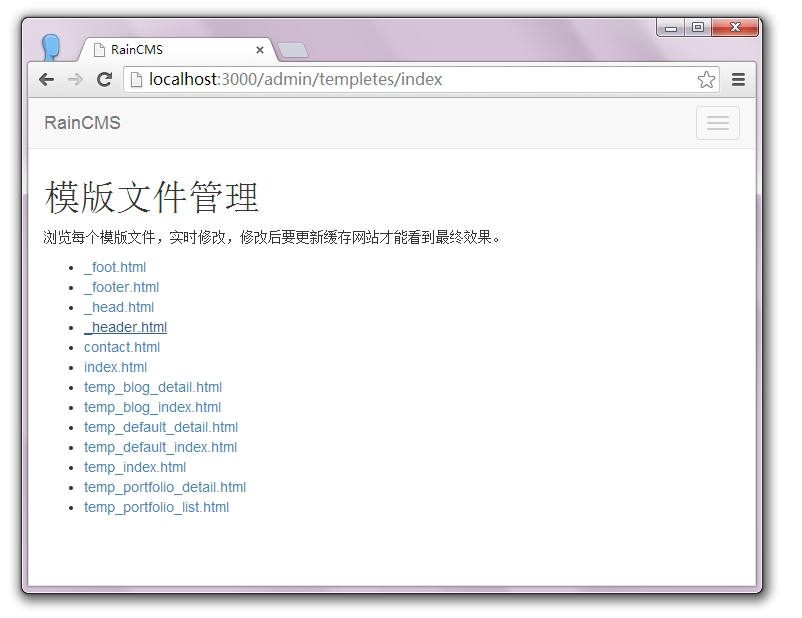 RainCMS
localhost:3000/admin/templetes/index
RainCMS
模版文件管理
浏览每个模版文件，实时修改，修改后要更新缓存网站才能看到最终效果。
_foot.html
_footer.html
_head.html
_header.html
contact.html
index.html
temp_blog_detail.html
temp_blog_index.html
temp_default_detail.html
temp_default_index.html
temp_index.html
temp_portfolio_detail.html
temp_portfolio_list.html